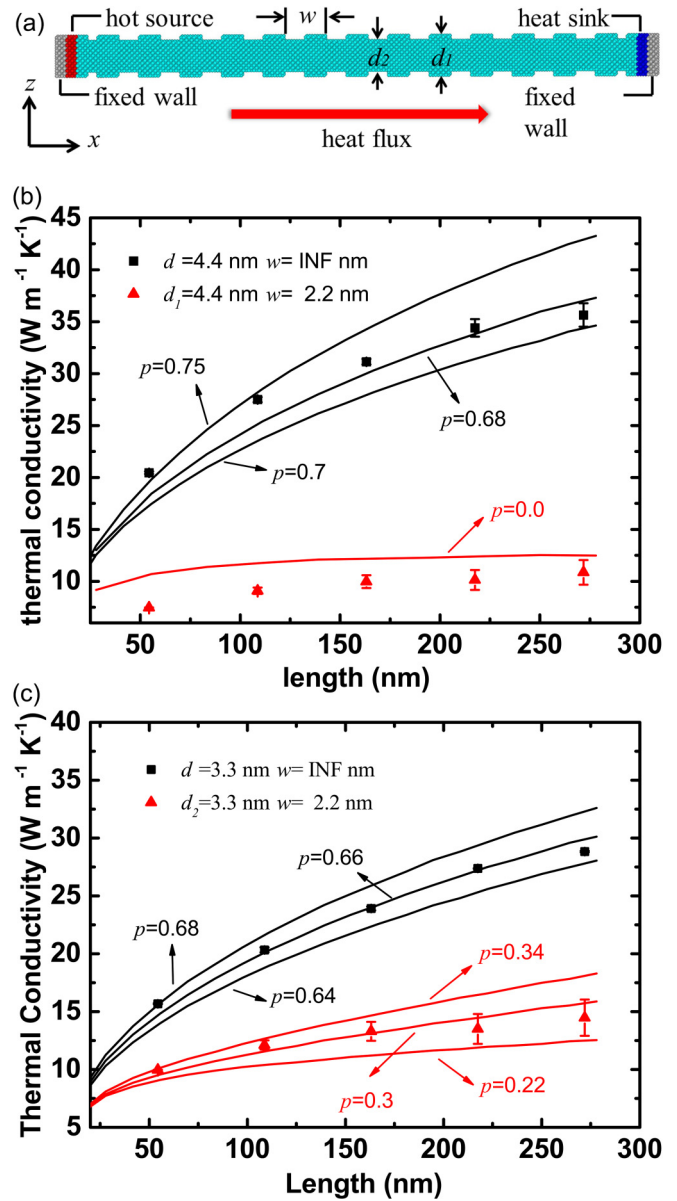 (a)
hot source
w
heat sink
d2 d1
z
fixed wall
fixed
wall
x
heat flux
(b)
thermal conductivity (W m⁻¹ K⁻¹)
45
40
35
30
25
20
15
10
d =4.4 nm w= INF nm
d₁=4.4 nm w= 2.2 nm
p=0.75
p=0.68
p=0.7
p=0.0
50 100 150 200 250 300
length (nm)
(c)
Thermal Conductivity (W m⁻¹ K⁻¹)
40
35
30
25
20
15
10
5
d =3.3 nm w= INF nm
d₂=3.3 nm w= 2.2 nm
p=0.66
p=0.68
p=0.64
p=0.34
p=0.3
p=0.22
50 100 150 200 250 300
Length (nm)